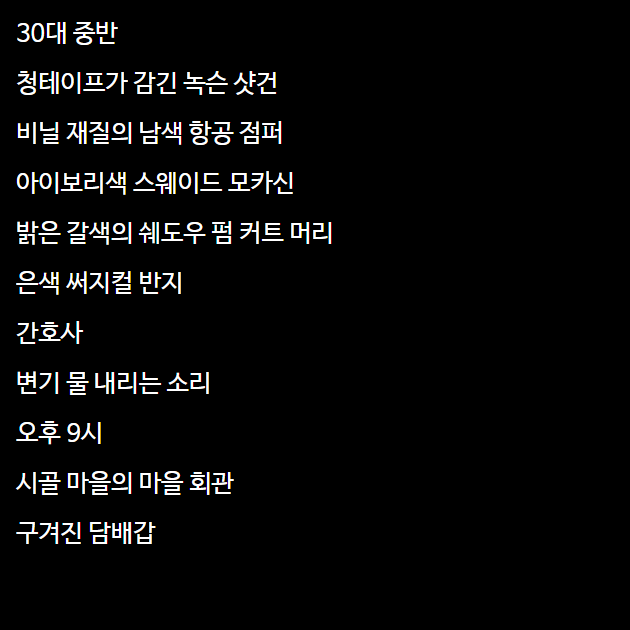 30대 중반
청테이프가 감긴 녹슨 샷건
비닐 재질의 남색 항공 점퍼
아이보리색 스웨이드 모카신
밝은 갈색의 쉐도우 펌 커트 머리
은색 써지컬 반지
간호사
변기 물 내리는 소리
오후 9시
시골 마을의 마을 회관
구겨진 담배갑